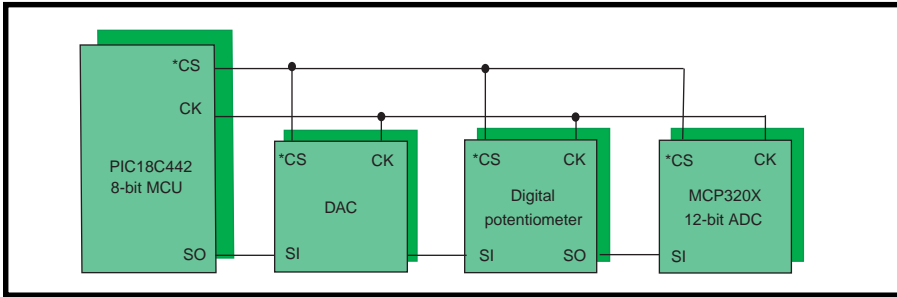 *CS
CK
PIC18C442
8-bit MCU
SO
*CS CK
DAC
SI
*CS CK
Digital
potentiometer
SI SO
*CS CK
MCP320X
12-bit ADC
SI